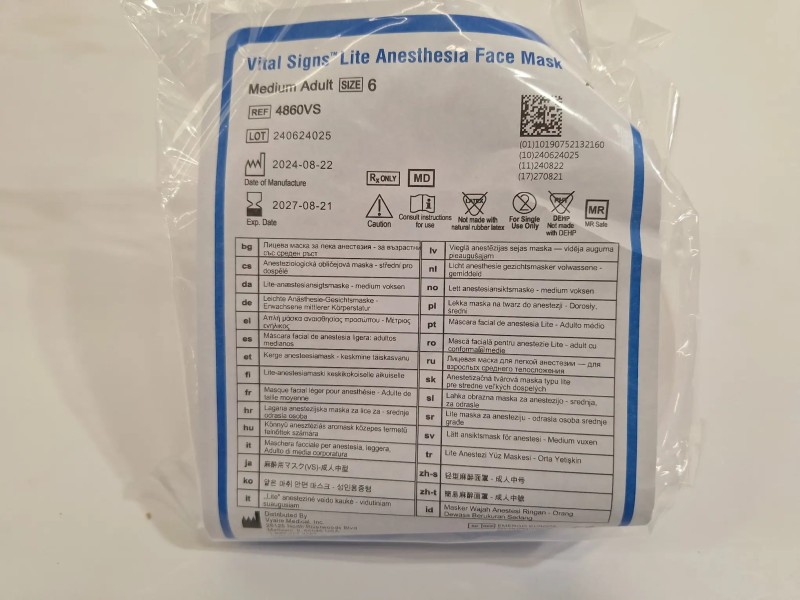 Vital Signs™ Lite Anesthesia Face Mask
Medium Adult SIZE 6
REF 4860VS
LOT 240624025
2024-08-22
Date of Manufacture
2027-08-21
Exp. Date
(01)10190752132160
(10)240624025
(11)240822
(17)270821
Rx ONLY MD
Caution
Consult instructions
for use
LATEX
Not made with
natural rubber latex
2
For Single
Use Only
DEHP
Not made
with DEHP
MR
MR Safe
bg Лицева маска за лека анестезия - за възрастни
със среден ръст
cs Anesteziologická obličejová maska - střední pro
dospělé
da Lite-anæstesiansigtsmaske - medium voksen
de Leichte Anästhesie-Gesichtsmaske -
Erwachsene mittlerer Körperstatur
el Απλή μάσκα αναισθησίας προσώπου - Μέτριος
ενήλικος
es Máscara facial de anestesia ligera: adultos
medianos
et Kerge anesteesiamask - keskmine täiskasvanu
fi Lite-anestesiamaski keskikokoiselle aikuiselle
fr Masque facial léger pour anesthésie - Adulte de
taille moyenne
hr Lagana anestezijska maska za lice za - srednje
odrasla osoba
hu Könnyű anesztéziás arcmask közepes termetű
felnőttek számára
it Maschera facciale per anestesia, leggera,
Adulto di media corporatura
ja 麻酔用マスク(VS)-成人中型
ko 얼굴 마취 안면 마스크 - 성인용중형
lt „Lite“ anestezinė veido kaukė - vidutiniam
suaugusiam
lv Vieglā anestēzijas sejas maska — vidēja auguma
pieaugušajam
nl Licht anesthesie gezichtsmasker volwassene -
gemiddeld
no Lett anestesiansiktsmaske - medium voksen
pl Lekka maska na twarz do anestezji - Dorosły,
średni
pt Máscara facial de anestesia Lite - Adulto médio
ro Mască facială pentru anestezie Lite - adult cu
conformație medie
ru Лицевая маска для легкой анестезии — для
взрослых среднего телосложения
sk Anestetizačná tvárová maska typu lite
pre stredne veľkých dospelých
sl Lahka obrazna maska za anestezijo - srednja,
za odrasle
sr Lite maska za anesteziju - odrasla osoba srednje
građe
sv Lätt ansiktsmask för anestesi - Medium vuxen
tr Lite Anestezi Yüz Maskesi - Orta Yetişkin
zh-s 轻型麻醉面罩 - 成人中号
zh-t 簡易麻醉面罩 - 成人中號
id Masker Wajah Anestesi Ringan - Orang
Dewasa Berukuran Sedang
Distributed By
Vyaire Medical, Inc.